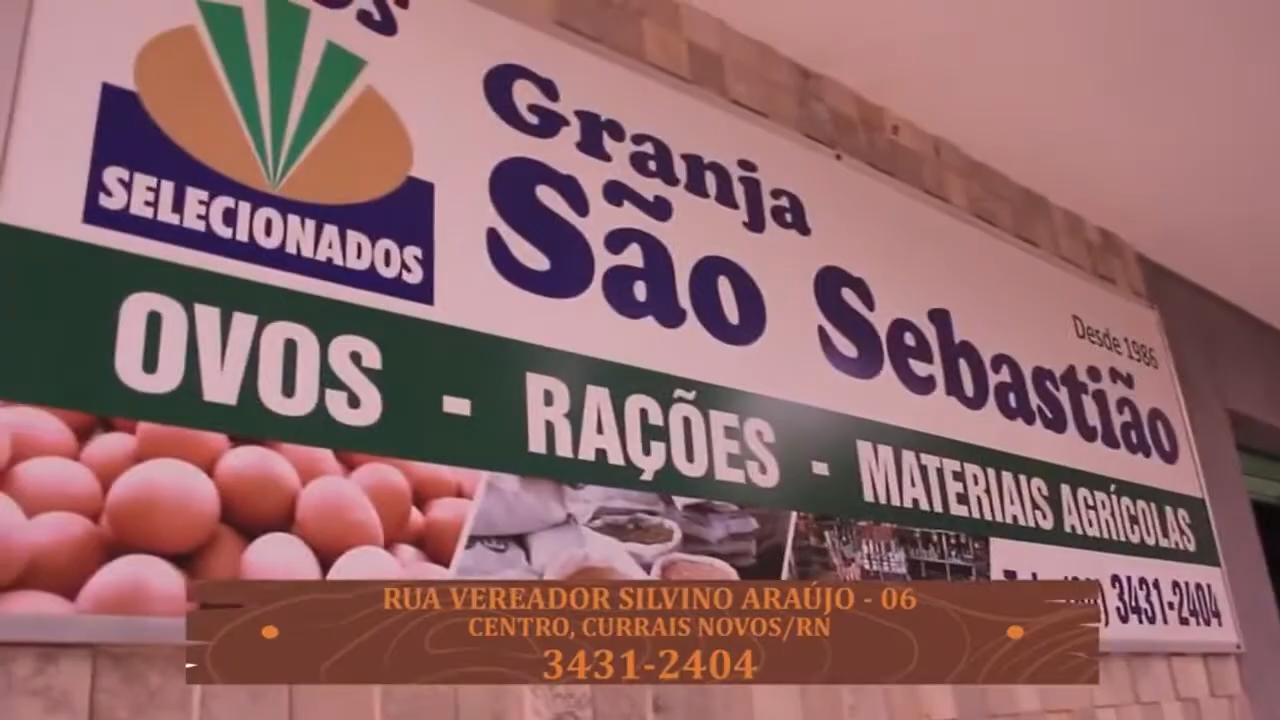 SELECIONADOS
Granja
São Sebastião
Desde 1986
OVOS - RAÇÕES - MATERIAIS AGRÍCOLAS
3431-2404
RUA VEREADOR SILVINO ARAÚJO - 06
CENTRO, CURRAIS NOVOS/RN
3431-2404